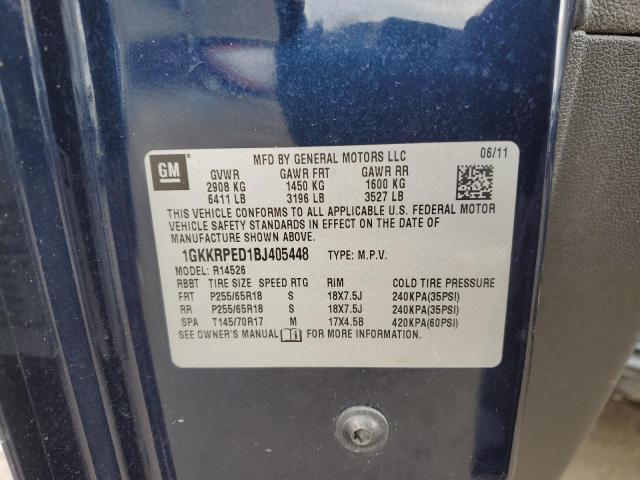 GM MFD BY GENERAL MOTORS LLC 06/11
GVWR GAWR FRT GAWR RR
2908 KG 1450 KG 1600 KG
6411 LB 3196 LB 3527 LB
THIS VEHICLE CONFORMS TO ALL APPLICABLE U.S. FEDERAL MOTOR
VEHICLE SAFETY STANDARDS IN EFFECT ON THE DATE OF
MANUFACTURE SHOWN ABOVE.
1GKKRPED1BJ405448 TYPE: M.P.V.
MODEL: R14526
RBBT TIRE SIZE SPEED RTG RIM COLD TIRE PRESSURE
FRT P255/65R18 S 18X7.5J 240KPA(35PSI)
RR P255/65R18 S 18X7.5J 240KPA(35PSI)
SPA T145/70R17 M 17X4.5B 420KPA(60PSI)
SEE OWNER'S MANUAL FOR MORE INFORMATION.